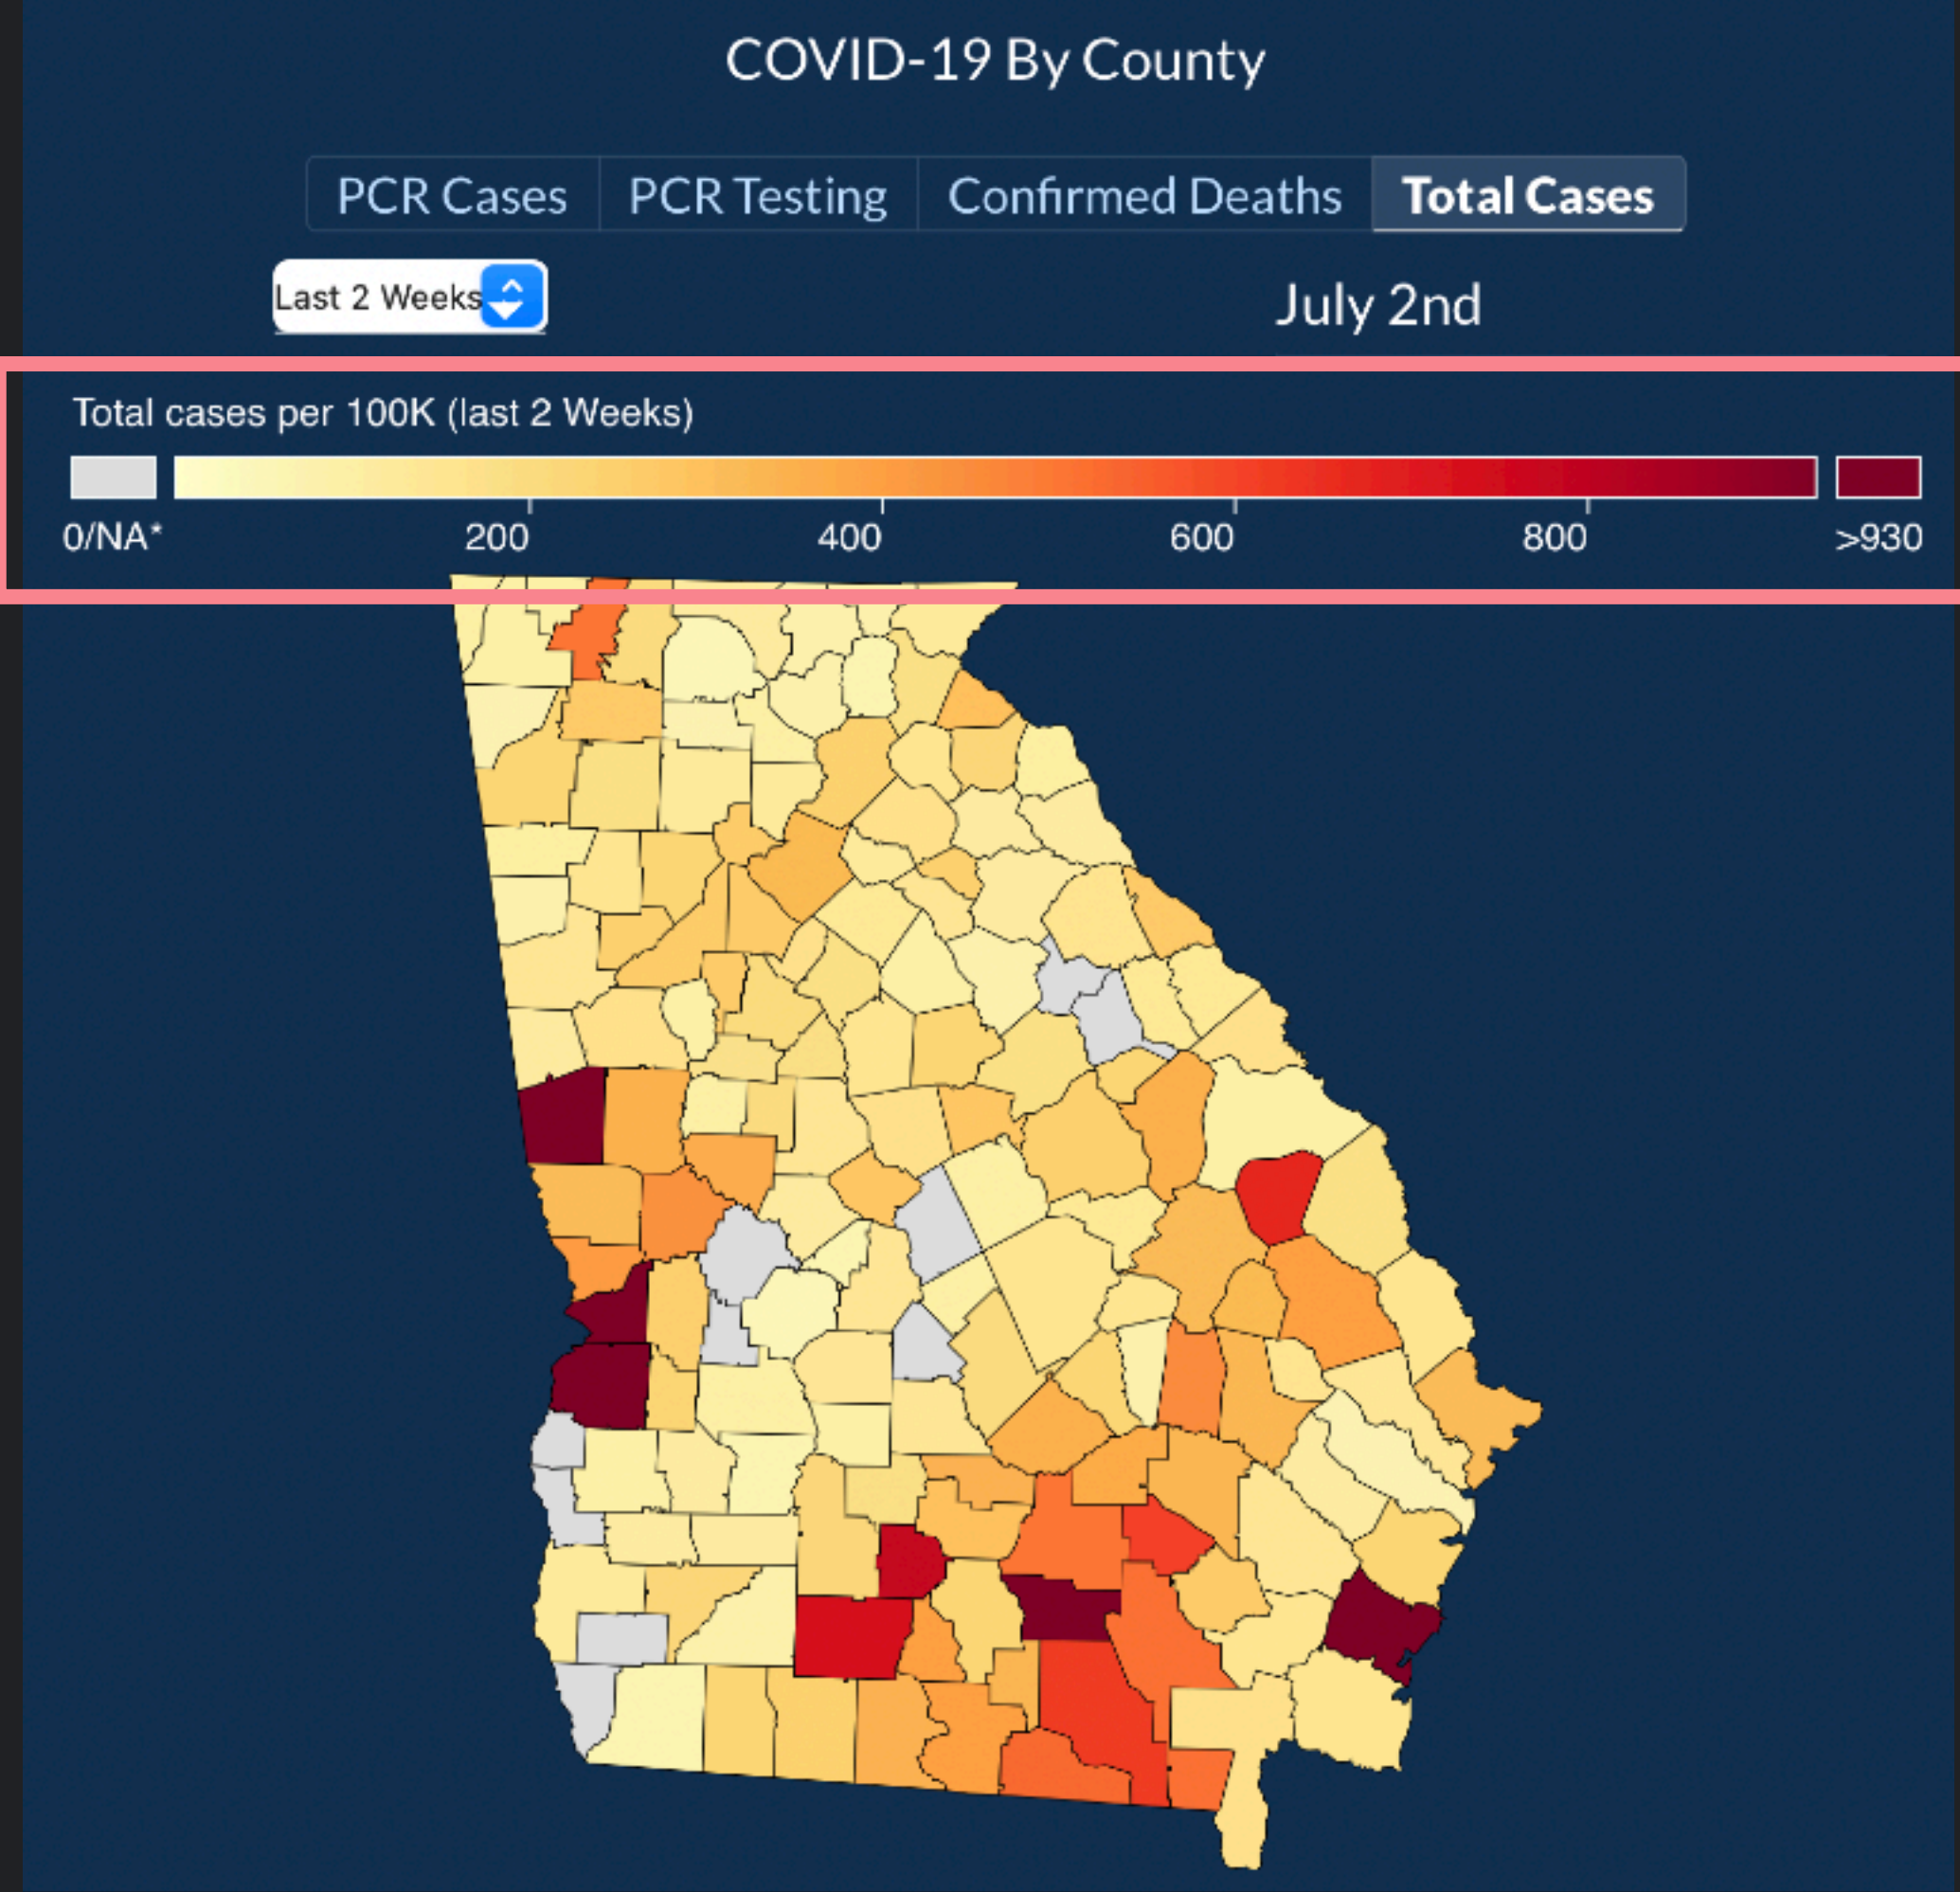 COVID-19 By County
PCR Cases PCR Testing Confirmed Deaths Total Cases
Last 2 Weeks July 2nd
Total cases per 100K (last 2 Weeks)
0/NA* 200 400 600 800 >930